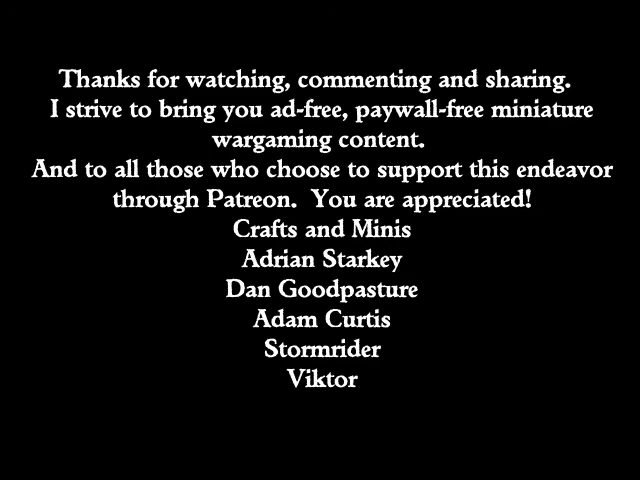 Thanks for watching, commenting and sharing.
I strive to bring you ad-free, paywall-free miniature
wargaming content.
And to all those who choose to support this endeavor
through Patreon.  You are appreciated!
Crafts and Minis
Adrian Starkey
Dan Goodpasture
Adam Curtis
Stormrider
Viktor